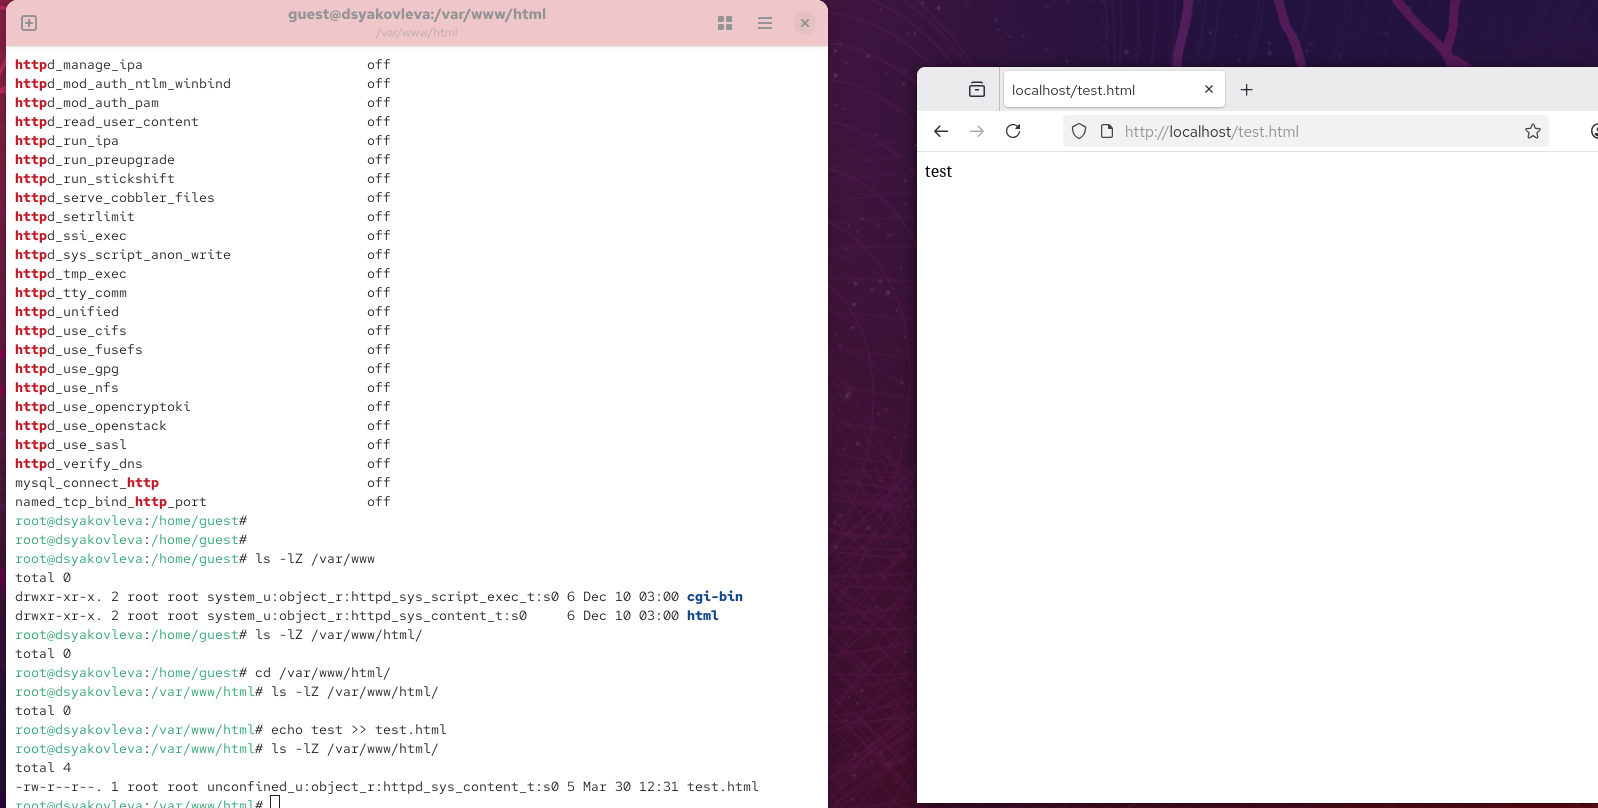 guest@dsyakovleva:/var/www/html
/var/www/html
httpd_manage_ipa off
httpd_mod_auth_ntlm_winbind off
httpd_mod_auth_pam off
httpd_read_user_content off
httpd_run_ipa off
httpd_run_preupgrade off
httpd_run_stickshift off
httpd_serve_cobbler_files off
httpd_setrlimit off
httpd_ssi_exec off
httpd_sys_script_anon_write off
httpd_tmp_exec off
httpd_tty_comm off
httpd_unified off
httpd_use_cifs off
httpd_use_fusefs off
httpd_use_gpg off
httpd_use_nfs off
httpd_use_opencryptoki off
httpd_use_openstack off
httpd_use_sasl off
httpd_verify_dns off
mysql_connect_http off
named_tcp_bind_http_port off
root@dsyakovleva:/home/guest#
root@dsyakovleva:/home/guest#
root@dsyakovleva:/home/guest# ls -lZ /var/www
total 0
drwxr-xr-x. 2 root root system_u:object_r:httpd_sys_script_exec_t:s0 6 Dec 10 03:00 cgi-bin
drwxr-xr-x. 2 root root system_u:object_r:httpd_sys_content_t:s0 6 Dec 10 03:00 html
root@dsyakovleva:/home/guest# ls -lZ /var/www/html/
total 0
root@dsyakovleva:/home/guest# cd /var/www/html/
root@dsyakovleva:/var/www/html# ls -lZ /var/www/html/
total 0
root@dsyakovleva:/var/www/html# echo test >> test.html
root@dsyakovleva:/var/www/html# ls -lZ /var/www/html/
total 4
-rw-r--r--. 1 root root unconfined_u:object_r:httpd_sys_content_t:s0 5 Mar 30 12:31 test.html
root@dsyakovleva:/var/www/html#
localhost/test.html
http://localhost/test.html
test